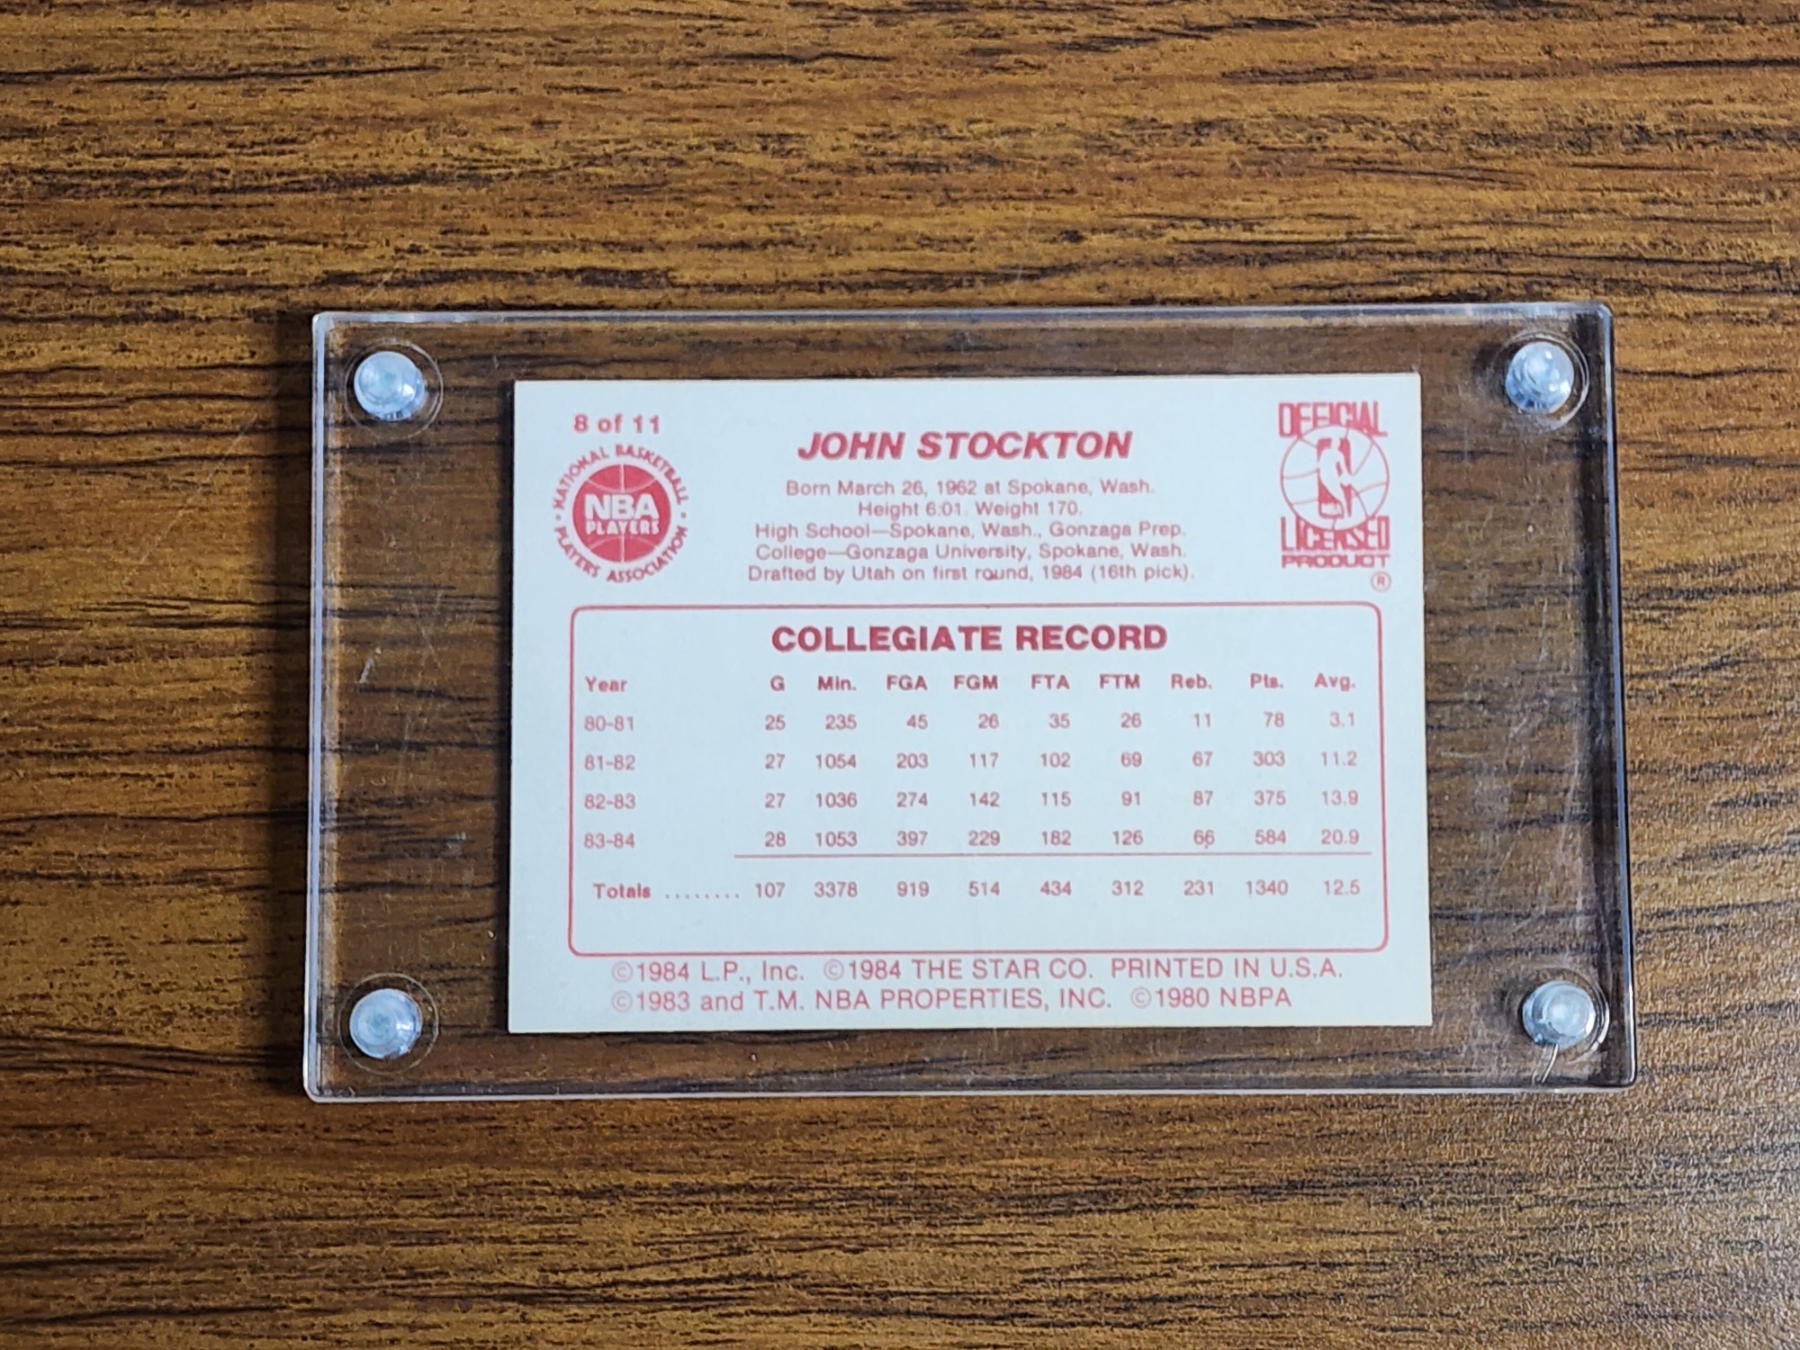 8 of 11
NATIONAL BASKETBALL
NBA
PLAYERS
PLAYERS ASSOCIATION
JOHN STOCKTON
Born March 26, 1962 at Spokane, Wash.
Height 6:01. Weight 170.
High School—Spokane, Wash., Gonzaga Prep.
College—Gonzaga University, Spokane, Wash.
Drafted by Utah on first round, 1984 (16th pick).
OFFICIAL
LICENSED
PRODUCT
®
COLLEGIATE RECORD
Year G Min. FGA FGM FTA FTM Reb. Pts. Avg.
80-81 25 235 45 26 35 26 11 78 3.1
81-82 27 1054 203 117 102 69 67 303 11.2
82-83 27 1036 274 142 115 91 87 375 13.9
83-84 28 1053 397 229 182 126 66 584 20.9
Totals ........ 107 3378 919 514 434 312 231 1340 12.5
©1984 L.P., Inc. ©1984 THE STAR CO. PRINTED IN U.S.A.
©1983 and T.M. NBA PROPERTIES, INC. ©1980 NBPA